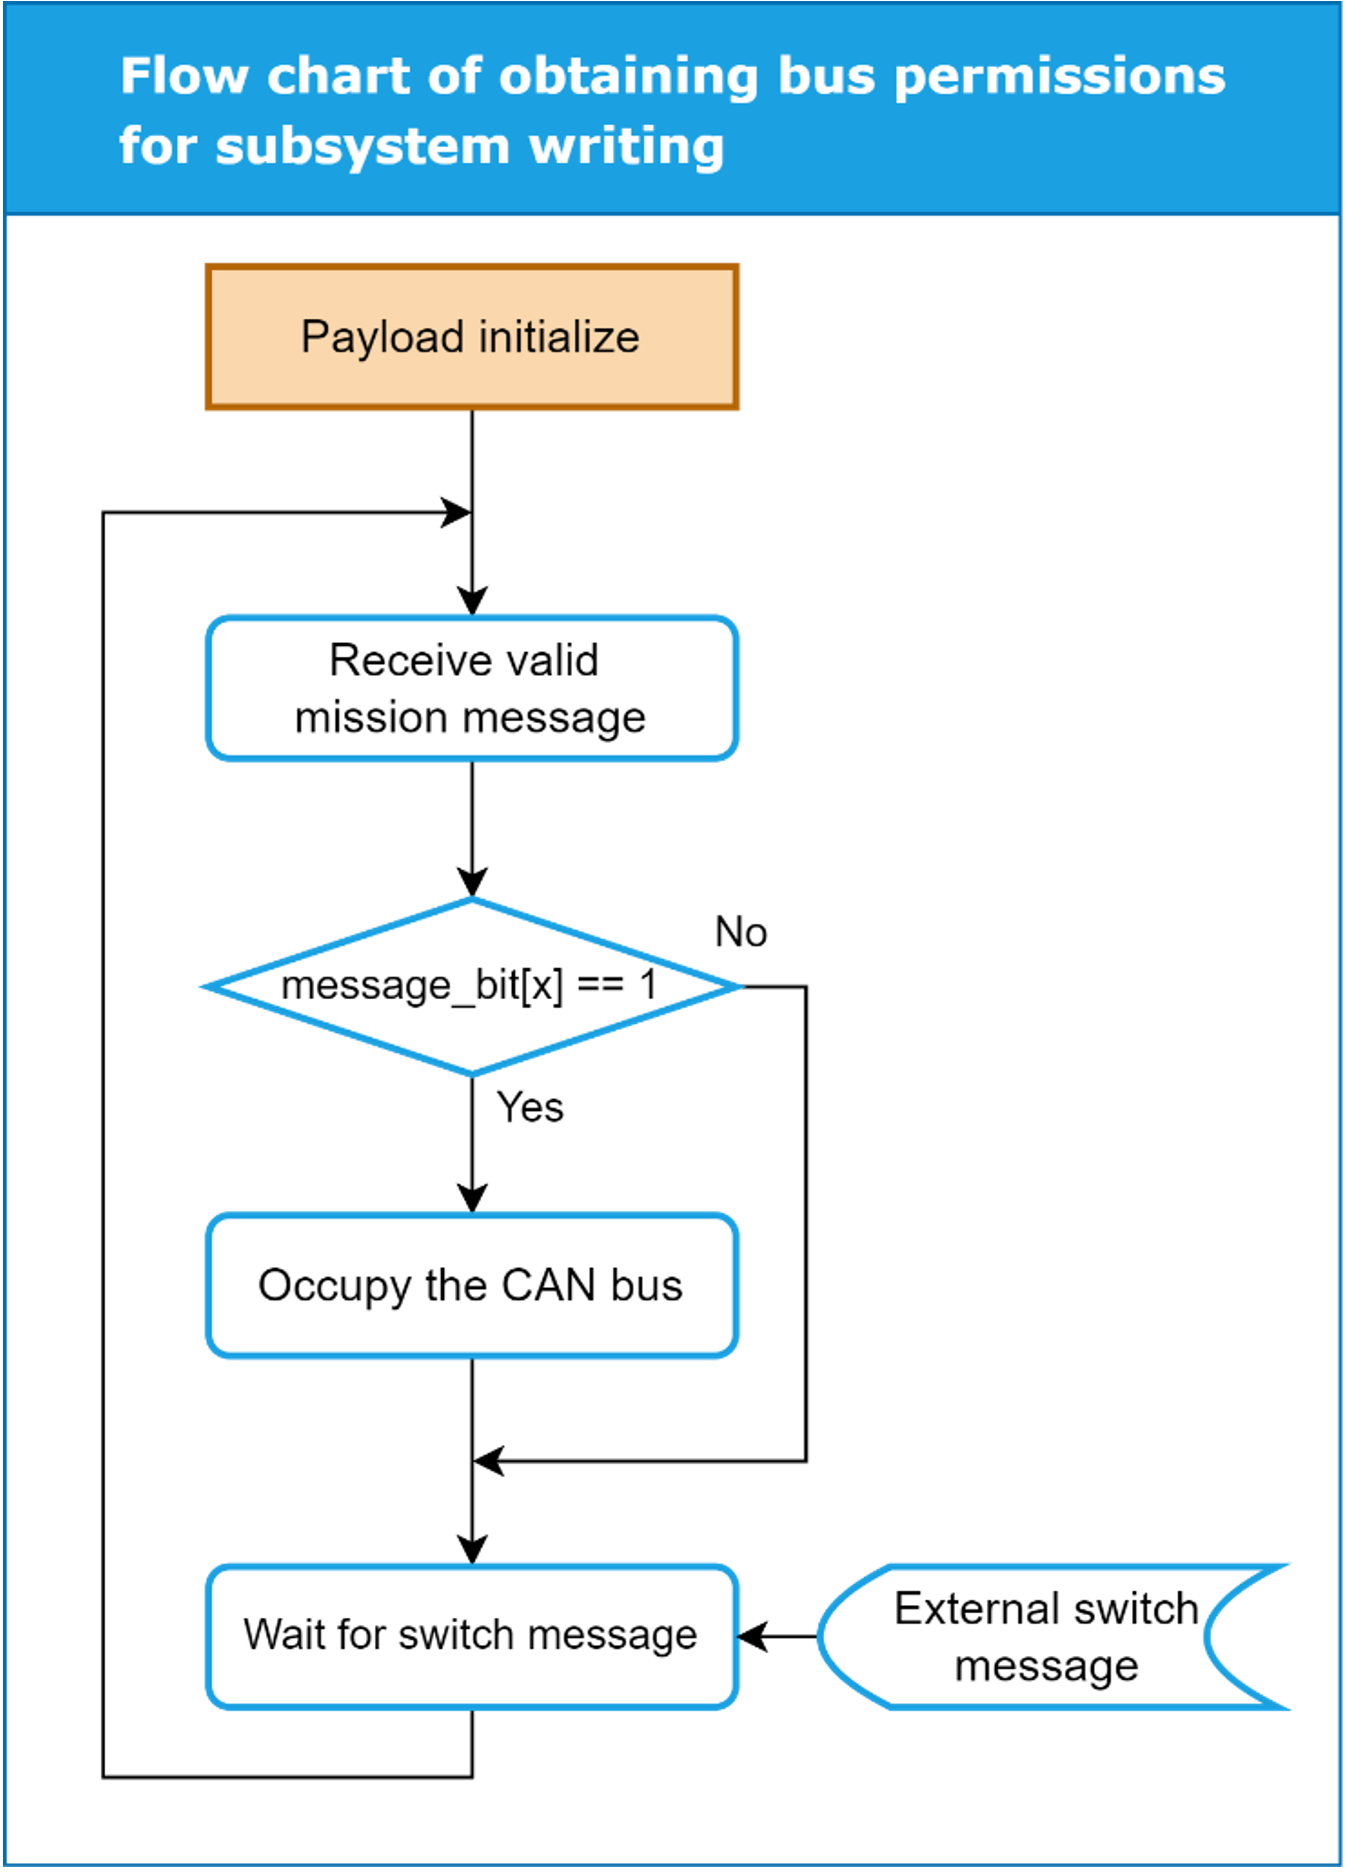 Flow chart of obtaining bus permissions
for subsystem writing
Payload initialize
Receive valid
mission message
message_bit[x] == 1
No
Yes
Occupy the CAN bus
Wait for switch message
External switch
message